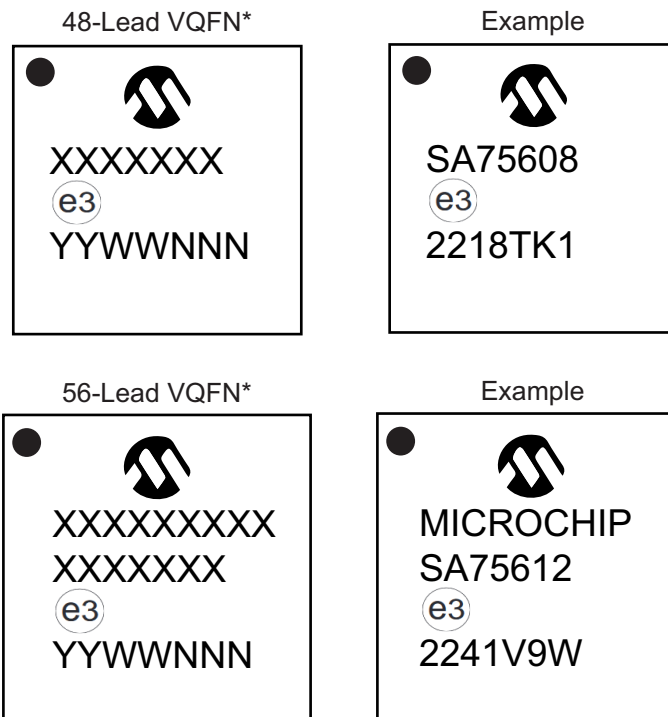 48-Lead VQFN*
XXXXXXX
e3
YYWWNNN
Example
SA75608
e3
2218TK1
56-Lead VQFN*
XXXXXXXXX
XXXXXXX
e3
YYWWNNN
Example
MICROCHIP
SA75612
e3
2241V9W